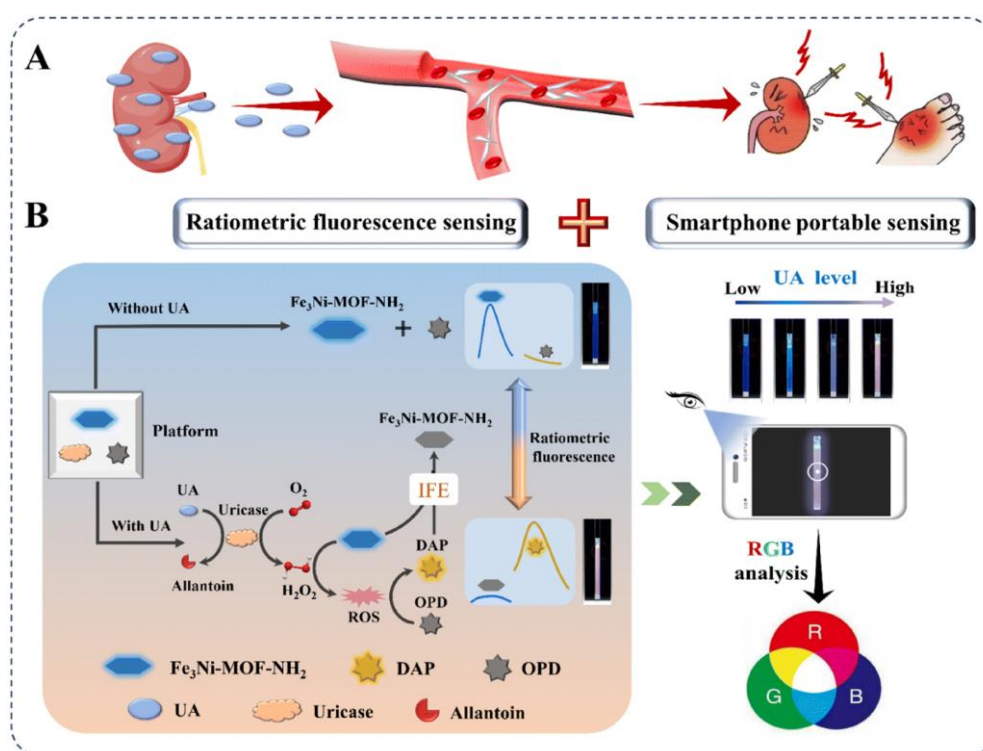 A
B
Ratiometric fluorescence sensing
Smartphone portable sensing
Without UA
Fe₃Ni-MOF-NH₂
+
UA level
Low
High
Platform
Fe₃Ni-MOF-NH₂
Ratiometric
fluorescence
IFE
With UA
UA
Uricase
O₂
Allantoin
H₂O₂
ROS
DAP
OPD
RGB
analysis
R
G
B
Fe₃Ni-MOF-NH₂
DAP
OPD
UA
Uricase
Allantoin